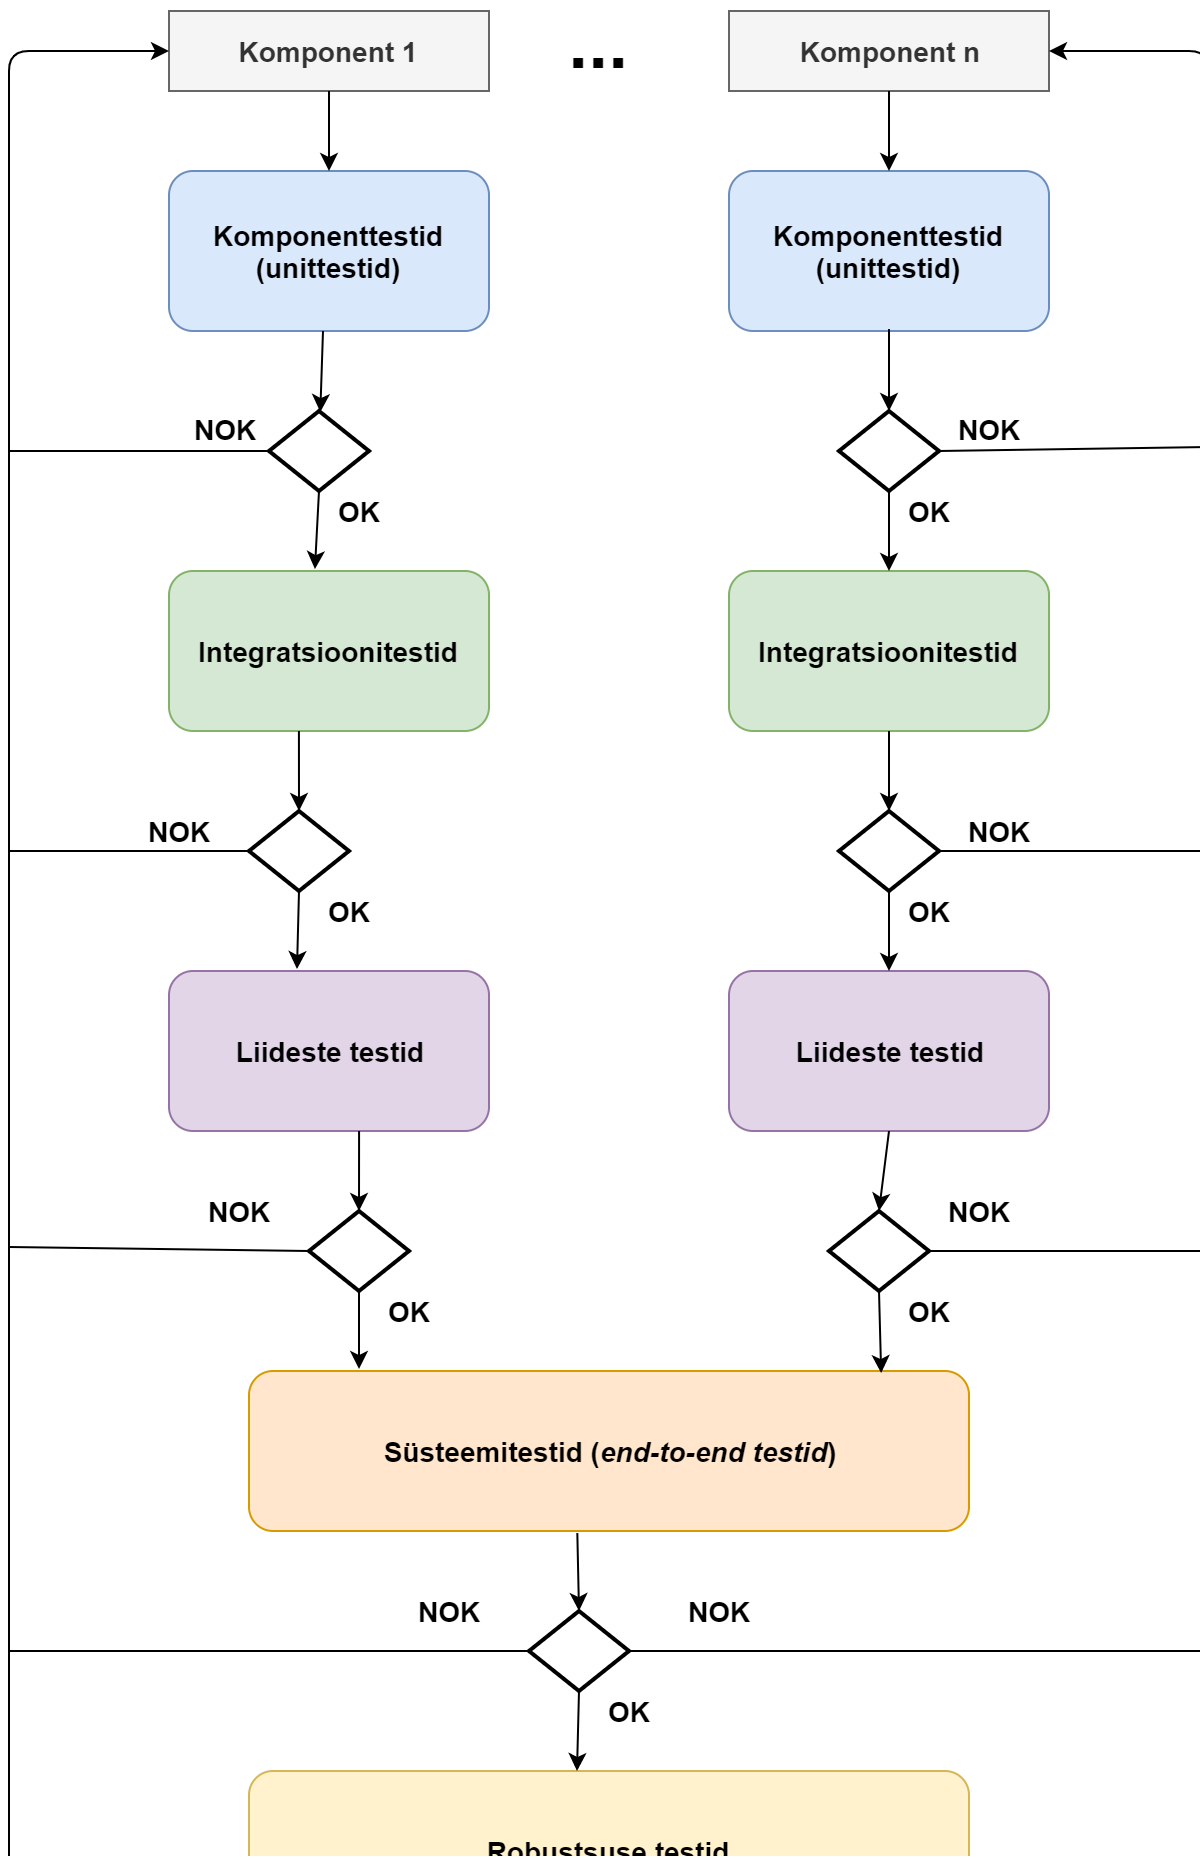 Komponent 1
...
Komponent n
Komponenttestid
(unittestid)
Komponenttestid
(unittestid)
NOK
NOK
OK
OK
Integratsioonitestid
Integratsioonitestid
NOK
NOK
OK
OK
Liideste testid
Liideste testid
NOK
NOK
OK
OK
Süsteemitestid (end-to-end testid)
NOK
NOK
OK
Robustsuse testid